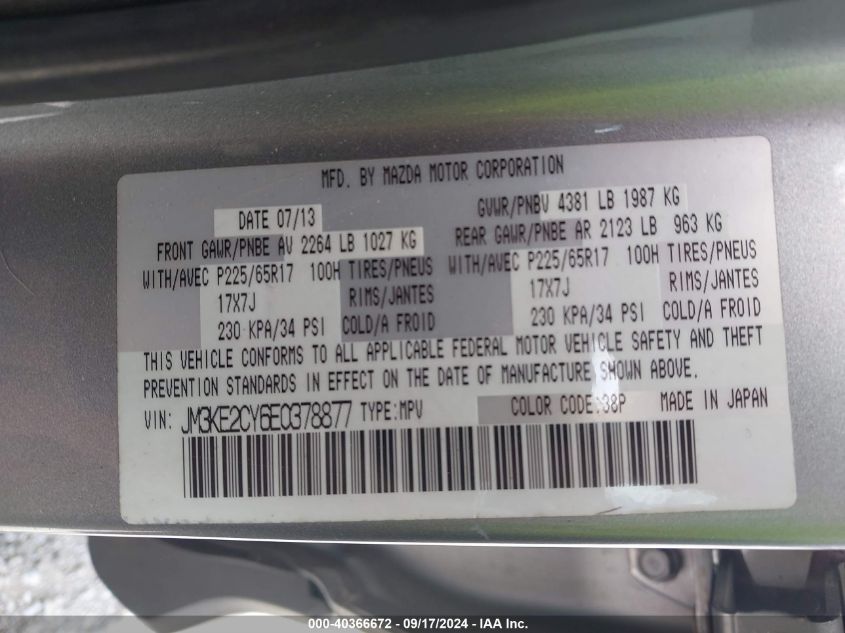 MFD. BY MAZDA MOTOR CORPORATION
DATE 07/13 GVWR/PNBV 4381 LB 1987 KG
FRONT GAWR/PNBE AV 2264 LB 1027 KG REAR GAWR/PNBE AR 2123 LB 963 KG
WITH/AVEC P225/65R17 100H TIRES/PNEUS WITH/AVEC P225/65R17 100H TIRES/PNEUS
17X7J RIMS/JANTES 17X7J RIMS/JANTES
230 KPA/34 PSI COLD/A FROID 230 KPA/34 PSI COLD/A FROID
THIS VEHICLE CONFORMS TO ALL APPLICABLE FEDERAL MOTOR VEHICLE SAFETY AND THEFT
PREVENTION STANDARDS IN EFFECT ON THE DATE OF MANUFACTURE SHOWN ABOVE.
VIN: JM3KE2CY6E0378877 TYPE:MPV COLOR CODE:38P MADE IN JAPAN
000-40366672 - 09/17/2024 - IAA Inc.